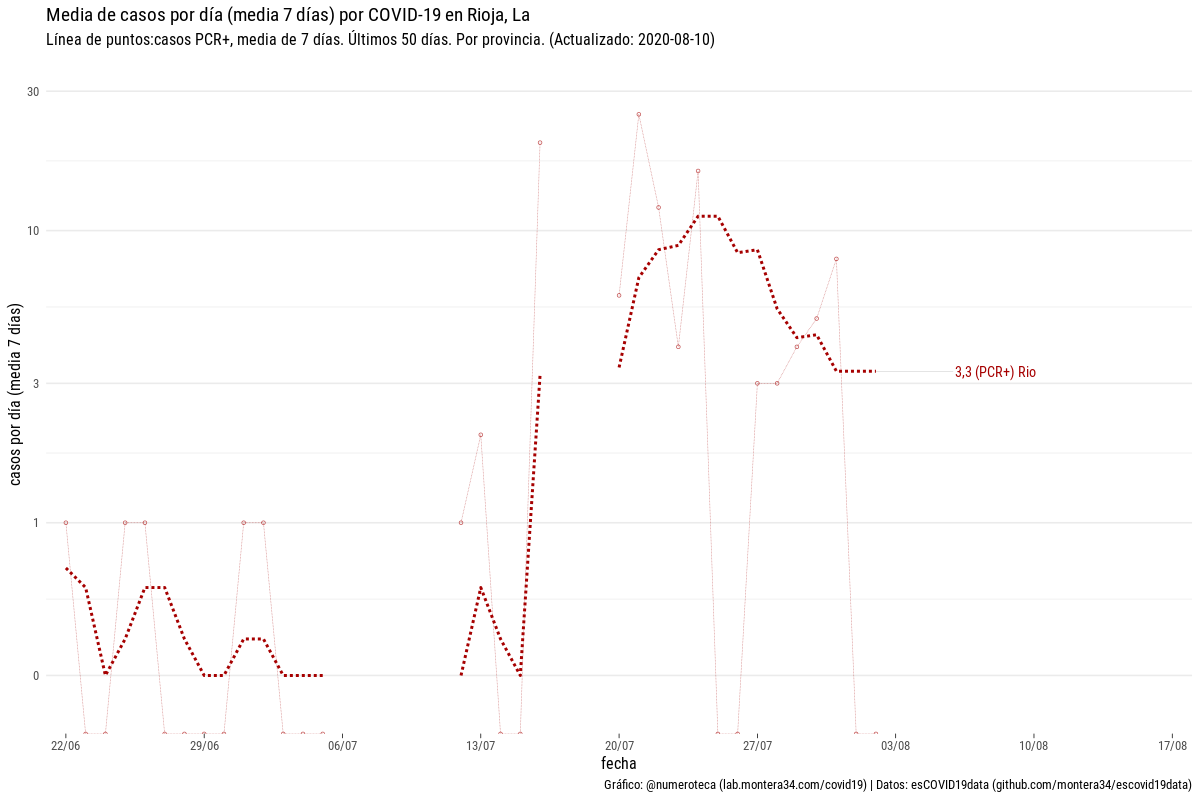 Media de casos por día (media 7 días) por COVID-19 en Rioja, La
Línea de puntos:casos PCR+, media de 7 días. Últimos 50 días. Por provincia. (Actualizado: 2020-08-10)
30
10
3
1
0
casos por día (media 7 días)
3,3 (PCR+) Rio
22/06 29/06 06/07 13/07 20/07 27/07 03/08 10/08 17/08
fecha
Gráfico: @numeroteca (lab.montera34.com/covid19) | Datos: esCOVID19data (github.com/montera34/escovid19data)